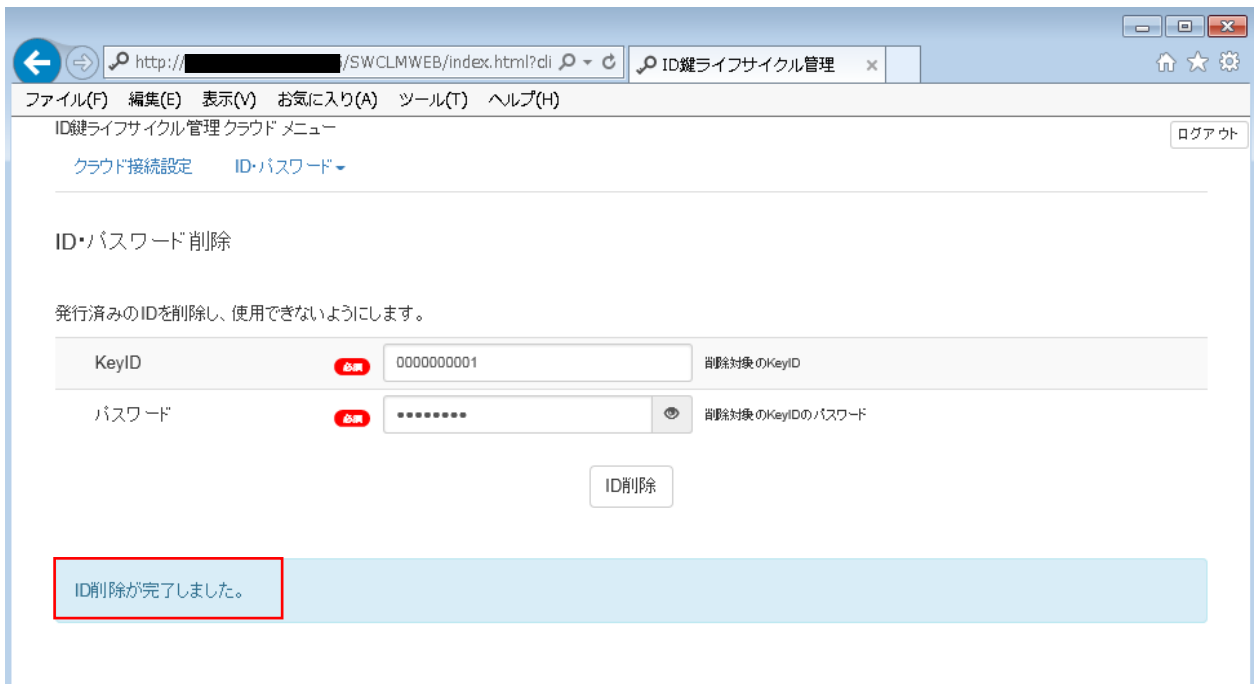 http://
/SWCLMWEB/index.html?cli
ID鍵ライフサイクル管理
ファイル(F) 編集(E) 表示(V) お気に入り(A) ツール(T) ヘルプ(H)
ID鍵ライフサイクル管理 クラウド メニュー
ログアウト
クラウド接続設定 ID・パスワード
ID・パスワード削除
発行済みのIDを削除し、使用できないようにします。
KeyID 必須 0000000001 削除対象のKeyID
パスワード 必須 •••••••• 削除対象のKeyIDのパスワード
ID削除
ID削除が完了しました。